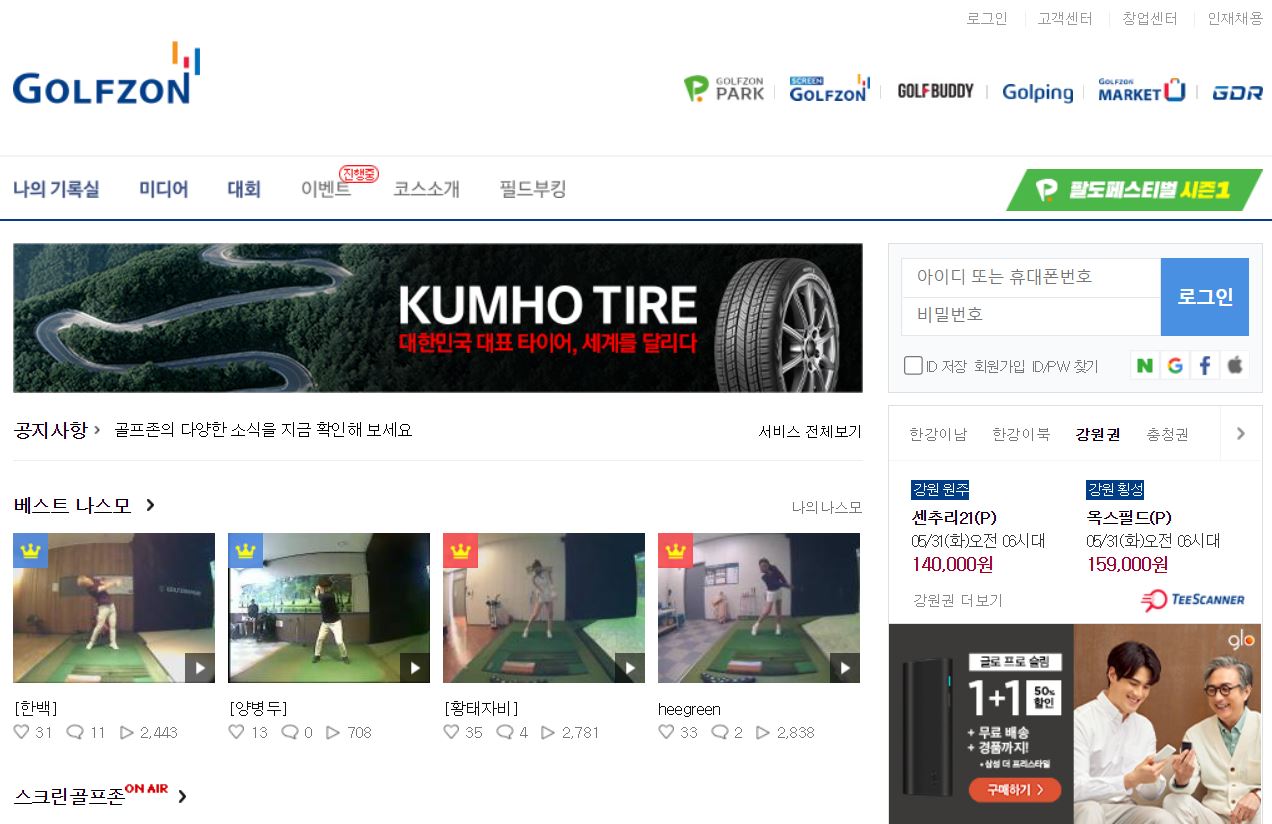 로그인 고객센터 창업센터 인재채용
GOLFZON
GOLFZON PARK
SCREEN GOLFZON
GOLFBUDDY
Golping
GOLFZON MARKET
GDR
나의 기록실 미디어 대회 이벤트 진행중 코스소개 필드부킹
팔도페스티벌 시즌1
KUMHO TIRE
대한민국 대표 타이어, 세계를 달리다
아이디 또는 휴대폰번호
비밀번호
로그인
ID 저장 회원가입 ID/PW 찾기
N G f
공지사항 골프존의 다양한 소식을 지금 확인해 보세요 서비스 전체보기
한강이남 한강이북 강원권 충청권
강원 원주
센추리21(P)
05/31(화)오전 06시대
140,000원
강원 횡성
옥스필드(P)
05/31(화)오전 06시대
159,000원
강원권 더보기
TEESCANNER
베스트 나스모 나의나스모
[한백]
31 11 2,443
[양병두]
13 0 708
[황태자비]
35 4 2,781
heegreen
33 2 2,838
glo
글로 프로 슬림
1+1 50% 할인
+ 무료 배송
+ 경품까지!
+삼성 더 프리스타일
구매하기 >
스크린골프존 ON AIR